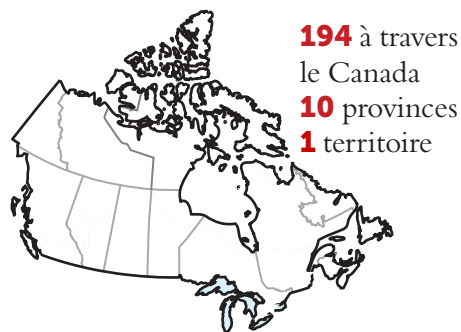 194 à travers
le Canada
10 provinces
1 territoire